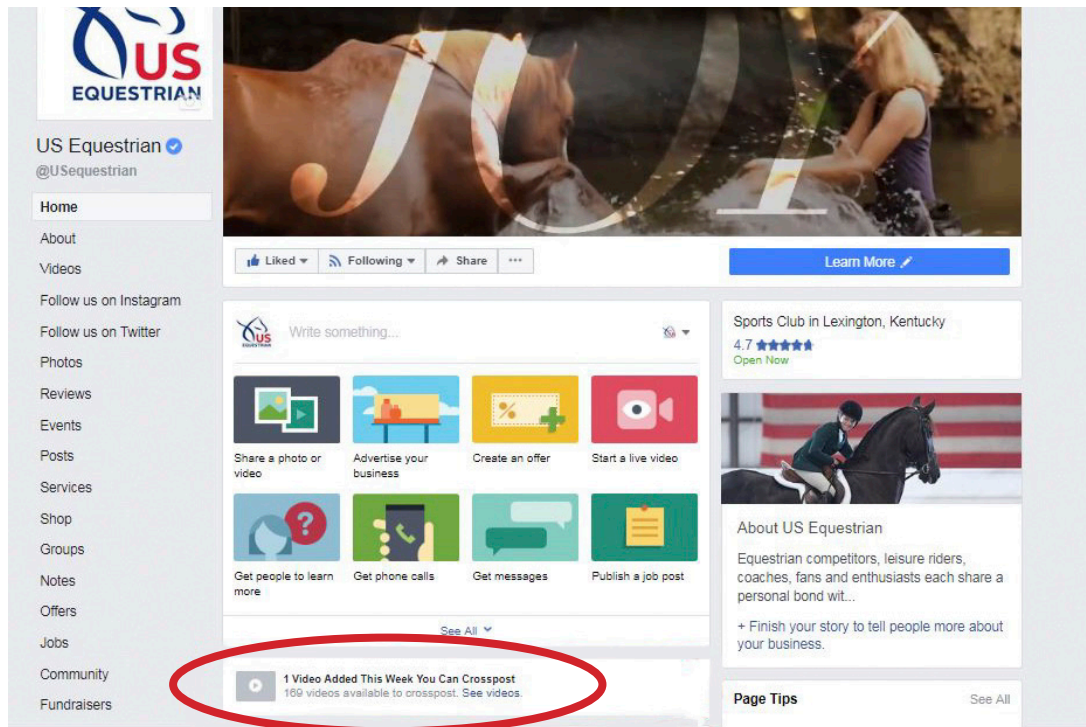 US
EQUESTRIAN
JOY
US Equestrian
@USequestrian
Home
About
Videos
Follow us on Instagram
Follow us on Twitter
Photos
Reviews
Events
Posts
Services
Shop
Groups
Notes
Offers
Jobs
Community
Fundraisers
Liked
Following
Share
Learn More
US
EQUESTRIAN
Write something...
Share a photo or
video
Advertise your
business
Create an offer
Start a live video
Get people to learn
more
Get phone calls
Get messages
Publish a job post
See All
1 Video Added This Week You Can Crosspost
169 videos available to crosspost. See videos.
Sports Club in Lexington, Kentucky
4.7
Open Now
About US Equestrian
Equestrian competitors, leisure riders,
coaches, fans and enthusiasts each share a
personal bond wit...
+ Finish your story to tell people more about
your business.
Page Tips
See All